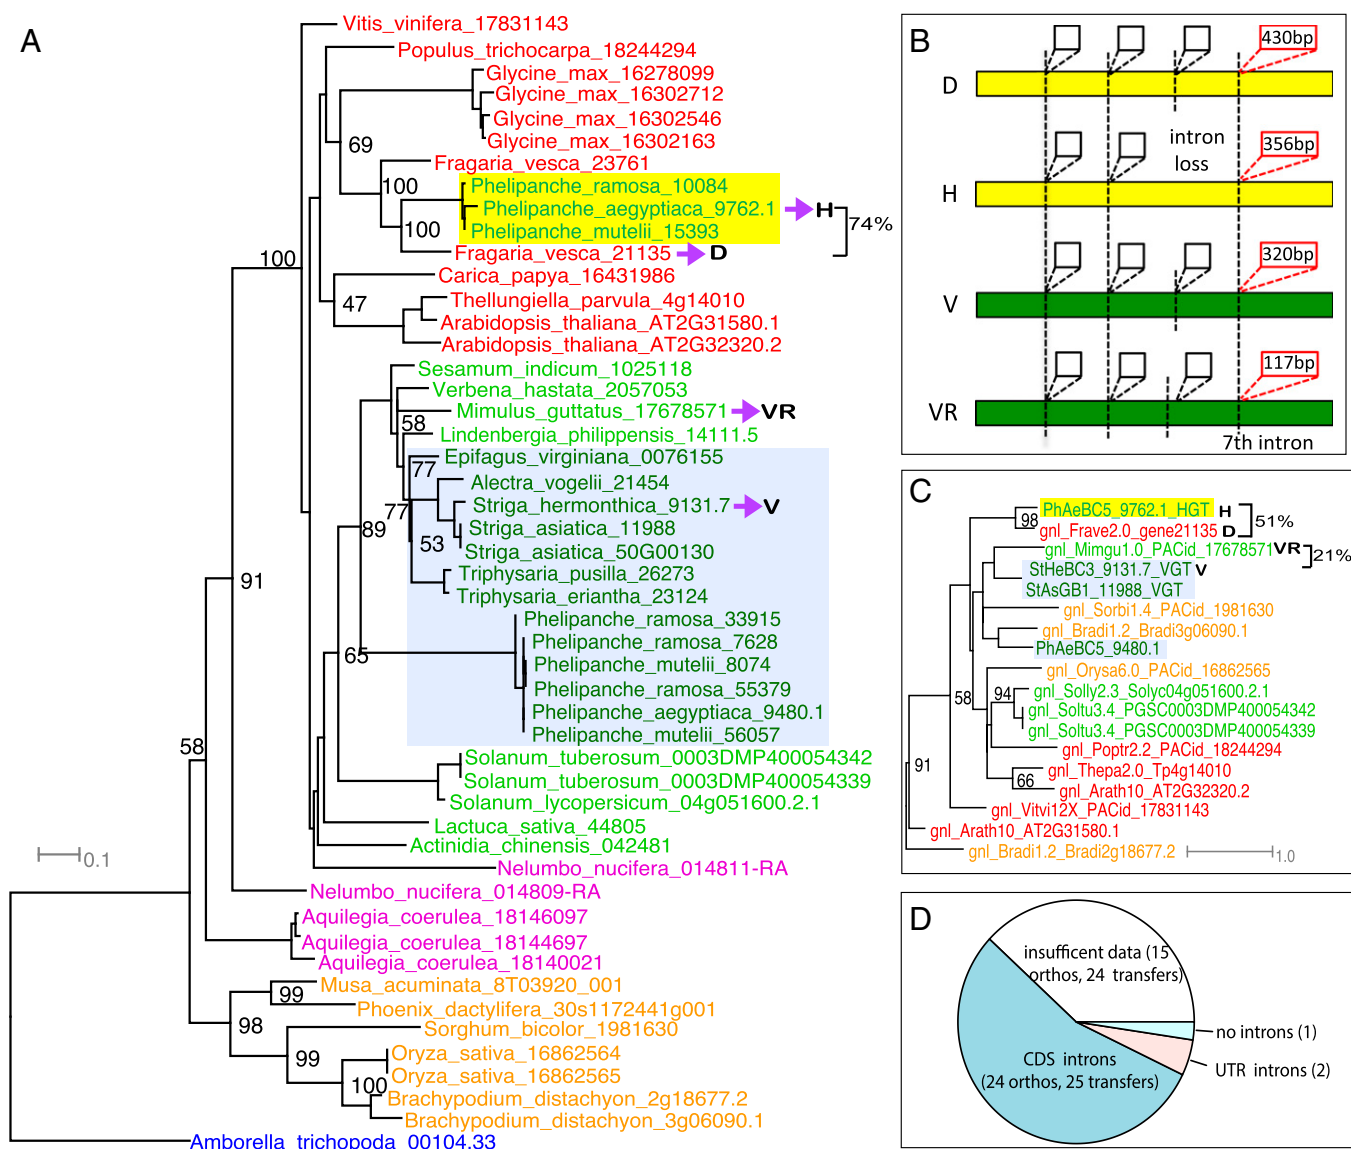 A
Vitis_vinifera_17831143
Populus_trichocarpa_18244294
Glycine_max_16278099
Glycine_max_16302712
Glycine_max_16302546
Glycine_max_16302163
69
Fragaria_vesca_23761
100
Phelipanche_ramosa_10084
Phelipanche_aegyptiaca_9762.1 H
74%
Phelipanche_mutelii_15393
100
Fragaria_vesca_21135 D
100
Carica_papya_16431986
47
Thellungiella_parvula_4g14010
Arabidopsis_thaliana_AT2G31580.1
Arabidopsis_thaliana_AT2G32320.2
Sesamum_indicum_1025118
Verbena_hastata_2057053
Mimulus_guttatus_17678571 VR
58
Lindenbergia_philippensis_14111.5
Epifagus_virginiana_0076155
77
Alectra_vogelii_21454
Striga_hermonthica_9131.7 V
77
89
Striga_asiatica_11988
53
Striga_asiatica_50G00130
Triphysaria_pusilla_26273
91
Triphysaria_eriantha_23124
Phelipanche_ramosa_33915
Phelipanche_ramosa_7628
65
Phelipanche_mutelii_8074
Phelipanche_ramosa_55379
Phelipanche_aegyptiaca_9480.1
Phelipanche_mutelii_56057
58
Solanum_tuberosum_0003DMP400054342
Solanum_tuberosum_0003DMP400054339
Solanum_lycopersicum_04g051600.2.1
Lactuca_sativa_44805
Actinidia_chinensis_042481
0.1
Nelumbo_nucifera_014811-RA
Nelumbo_nucifera_014809-RA
Aquilegia_coerulea_18146097
Aquilegia_coerulea_18144697
Aquilegia_coerulea_18140021
Musa_acuminata_8T03920_001
99
Phoenix_dactylifera_30s1172441g001
98
Sorghum_bicolor_1981630
99
Oryza_sativa_16862564
Oryza_sativa_16862565
100
Brachypodium_distachyon_2g18677.2
Brachypodium_distachyon_3g06090.1
Amborella_trichopoda_00104.33
B
430bp
D
intron
loss
356bp
H
320bp
V
117bp
VR
7th intron
C
PhAeBC5_9762.1_HGT H
51%
98
gnl_Frave2.0_gene21135 D
gnl_Mimgu1.0_PACid_17678571 VR
21%
StHeBC3_9131.7_VGT V
StAsGB1_11988_VGT
gnl_Sorbi1.4_PACid_1981630
gnl_Bradi1.2_Bradi3g06090.1
PhAeBC5_9480.1
gnl_Orysa6.0_PACid_16862565
58
94
gnl_Solly2.3_Solyc04g051600.2.1
gnl_Soltu3.4_PGSC0003DMP400054342
gnl_Soltu3.4_PGSC0003DMP400054339
gnl_Poptr2.2_PACid_18244294
91
gnl_Thepa2.0_Tp4g14010
66
gnl_Arath10_AT2G32320.2
gnl_Vitvi12X_PACid_17831143
gnl_Arath10_AT2G31580.1
gnl_Bradi1.2_Bradi2g18677.2
1.0
D
insufficent data (15
orthos, 24 transfers)
no introns (1)
UTR introns (2)
CDS introns
(24 orthos, 25 transfers)